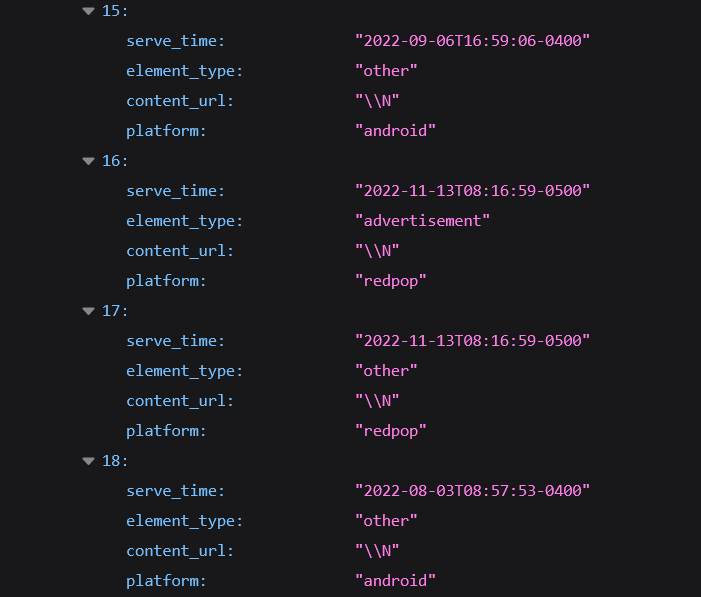 15:
serve_time: "2022-09-06T16:59:06-0400"
element_type: "other"
content_url: "\\N"
platform: "android"
16:
serve_time: "2022-11-13T08:16:59-0500"
element_type: "advertisement"
content_url: "\\N"
platform: "redpop"
17:
serve_time: "2022-11-13T08:16:59-0500"
element_type: "other"
content_url: "\\N"
platform: "redpop"
18:
serve_time: "2022-08-03T08:57:53-0400"
element_type: "other"
content_url: "\\N"
platform: "android"